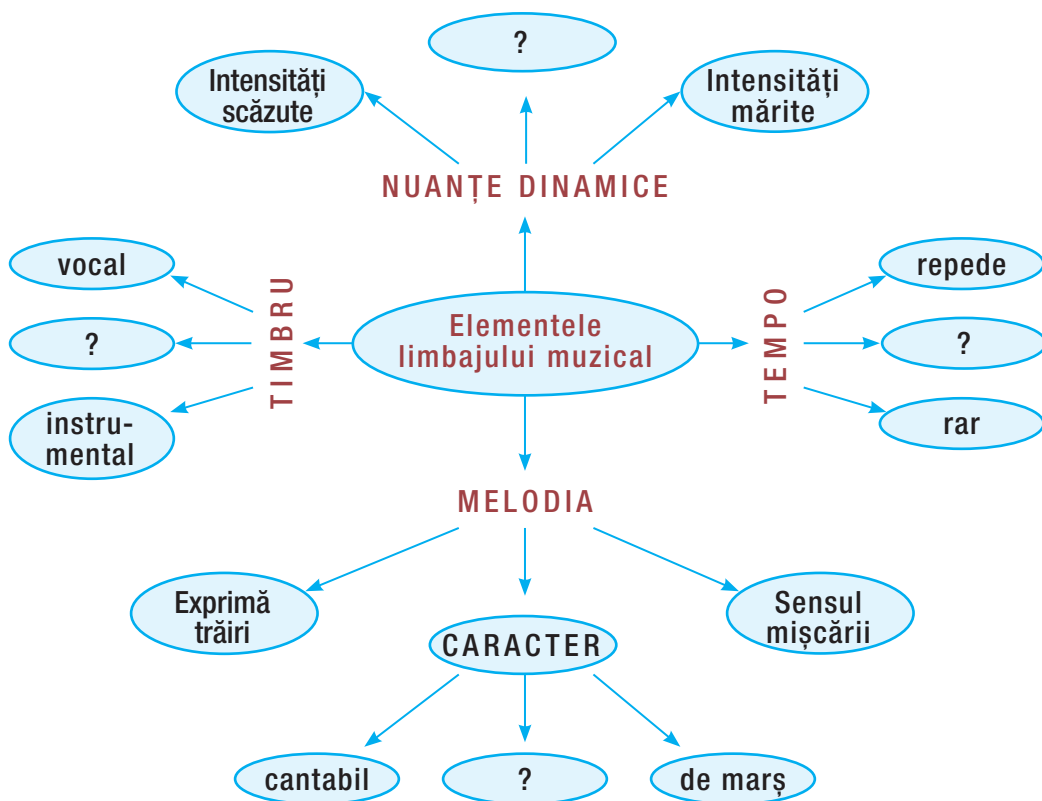 ?
Intensități
scăzute
Intensități
mărite
NUANȚE DINAMICE
vocal
?
instru-
mental
TIMBRU
Elementele
limbajului muzical
TEMPO
repede
?
rar
MELODIA
Exprimă
trăiri
CARACTER
Sensul
mișcării
cantabil
?
de marș